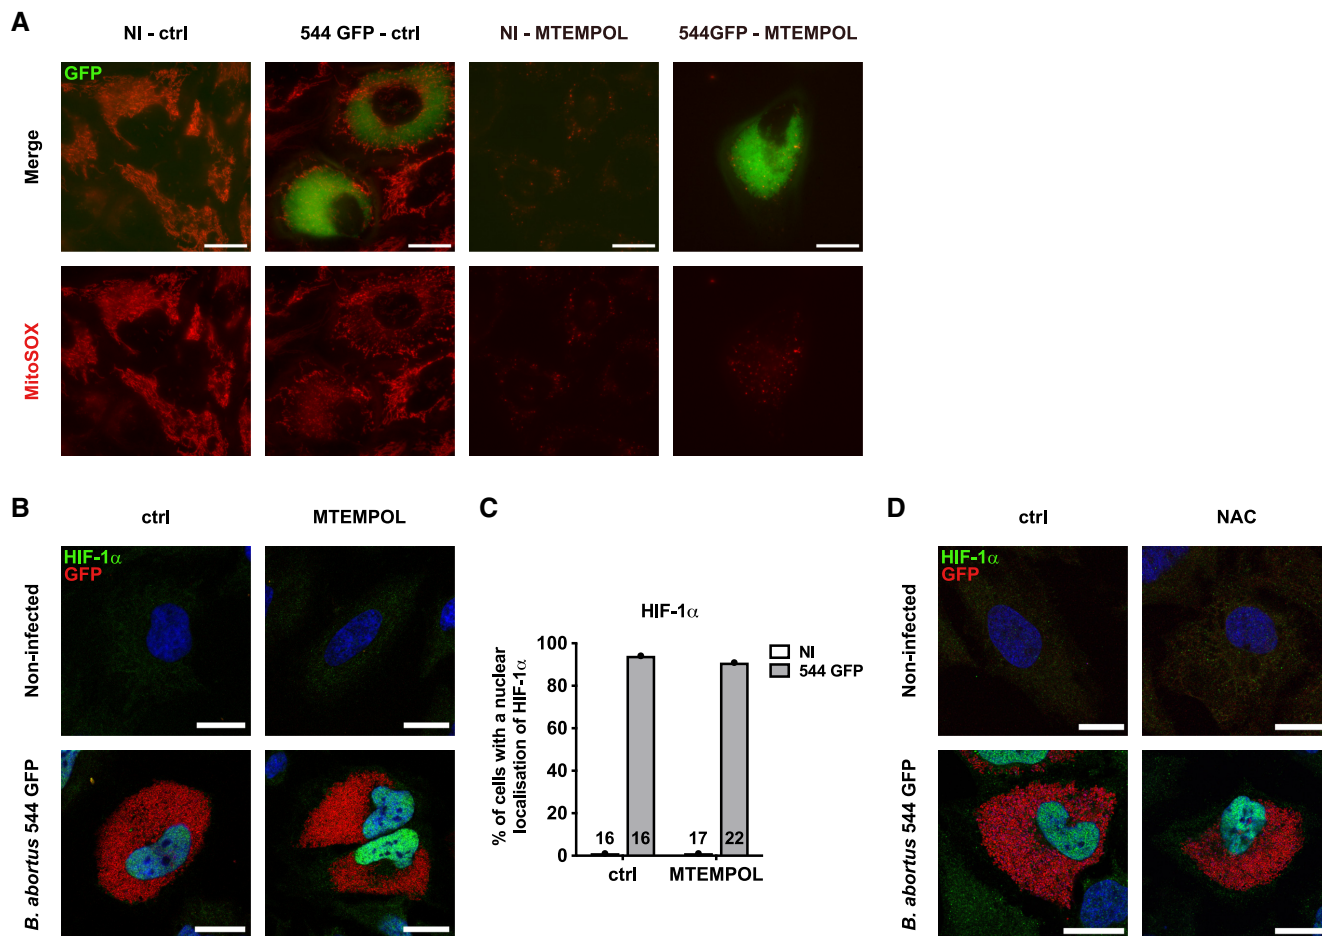 A
NI - ctrl
544 GFP - ctrl
NI - MTEMPOL
544GFP - MTEMPOL
Merge
GFP
MitoSOX
B
ctrl
MTEMPOL
Non-infected
HIF-1α
GFP
B. abortus 544 GFP
C
HIF-1α
% of cells with a nuclear
localisation of HIF-1α
100
80
60
40
20
0
16
16
17
22
ctrl
MTEMPOL
NI
544 GFP
D
ctrl
NAC
Non-infected
HIF-1α
GFP
B. abortus 544 GFP